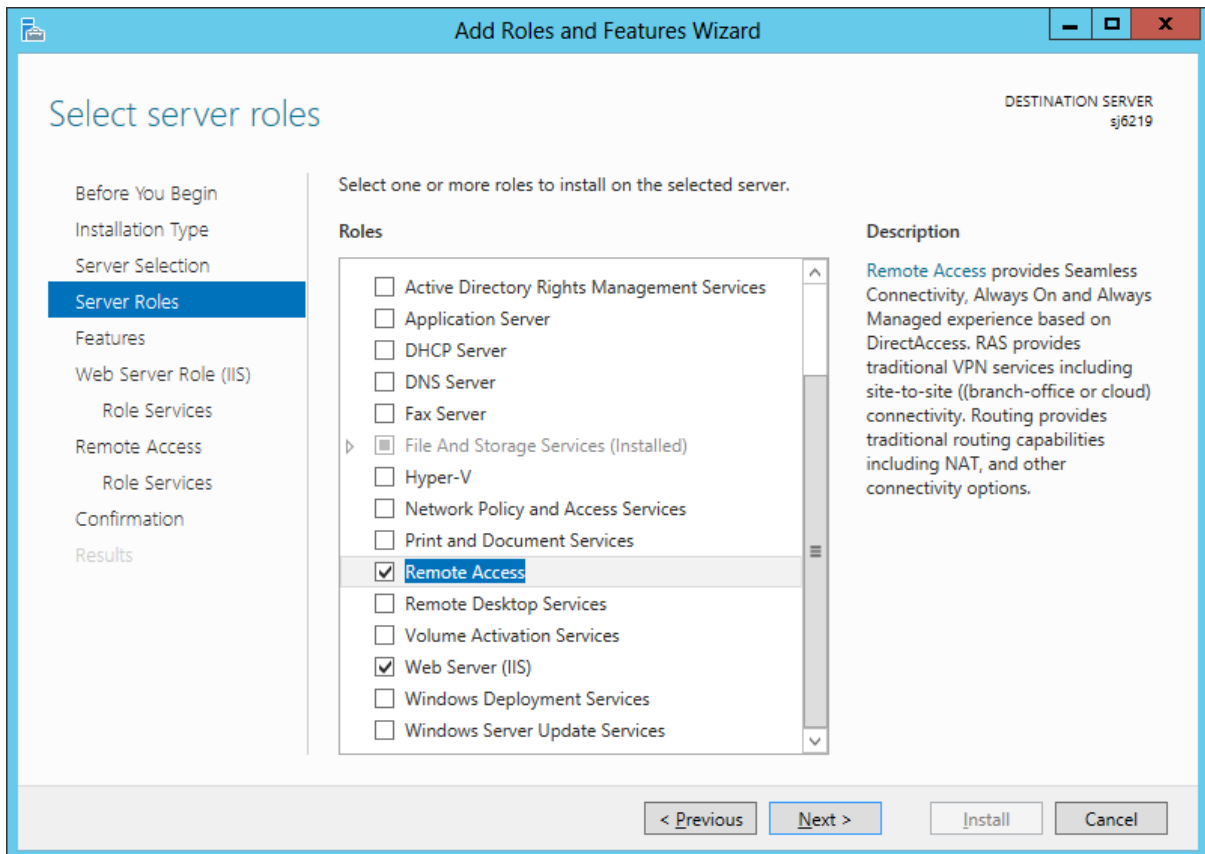 Add Roles and Features Wizard
Select server roles
DESTINATION SERVER
sj6219
Before You Begin
Installation Type
Server Selection
Server Roles
Features
Web Server Role (IIS)
Role Services
Remote Access
Role Services
Confirmation
Results
Select one or more roles to install on the selected server.
Roles
Active Directory Rights Management Services
Application Server
DHCP Server
DNS Server
Fax Server
File And Storage Services (Installed)
Hyper-V
Network Policy and Access Services
Print and Document Services
Remote Access
Remote Desktop Services
Volume Activation Services
Web Server (IIS)
Windows Deployment Services
Windows Server Update Services
Description
Remote Access provides Seamless
Connectivity, Always On and Always
Managed experience based on
DirectAccess. RAS provides
traditional VPN services including
site-to-site ((branch-office or cloud)
connectivity. Routing provides
traditional routing capabilities
including NAT, and other
connectivity options.
< Previous
Next >
Install
Cancel